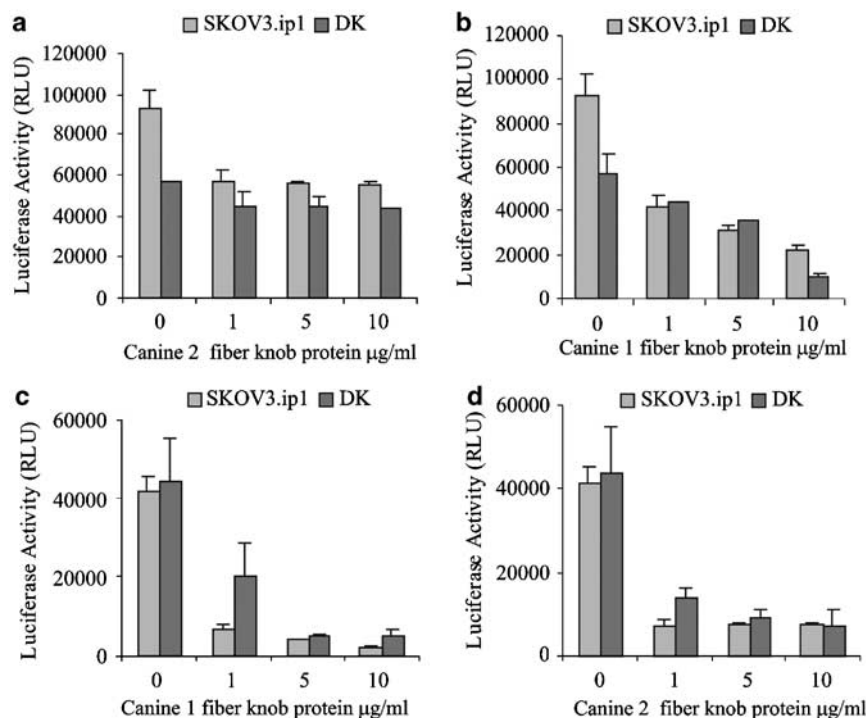 a
SKOV3.ip1 DK
Luciferase Activity (RLU)
120000
100000
80000
60000
40000
20000
0
0 1 5 10
Canine 2 fiber knob protein µg/ml
b
SKOV3.ip1 DK
Luciferase Activity (RLU)
120000
100000
80000
60000
40000
20000
0
0 1 5 10
Canine 1 fiber knob protein µg/ml
c
SKOV3.ip1 DK
Luciferase Activity (RLU)
60000
40000
20000
0
0 1 5 10
Canine 1 fiber knob protein µg/ml
d
SKOV3.ip1 DK
Luciferase Activity (RLU)
60000
40000
20000
0
0 1 5 10
Canine 2 fiber knob protein µg/ml